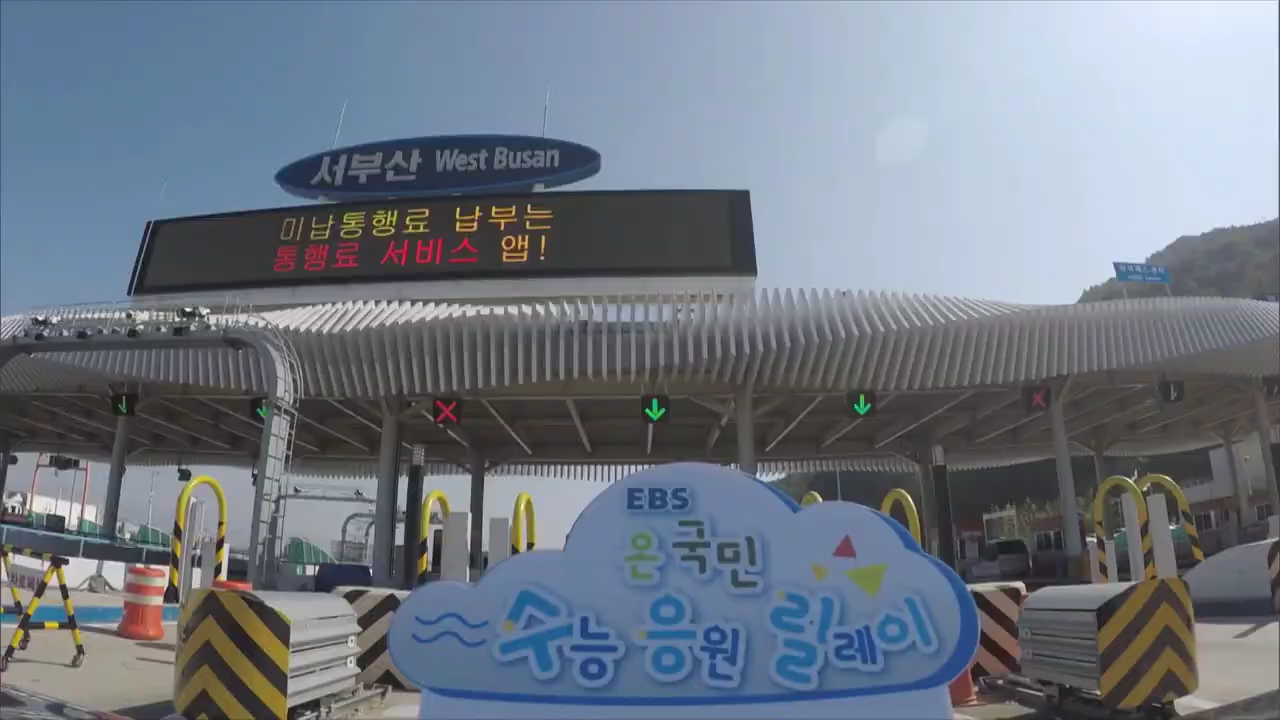 서부산 West Busan
미납통행료 납부는
통행료 서비스 앱!
EBS
온국민
수능 응원 릴레이